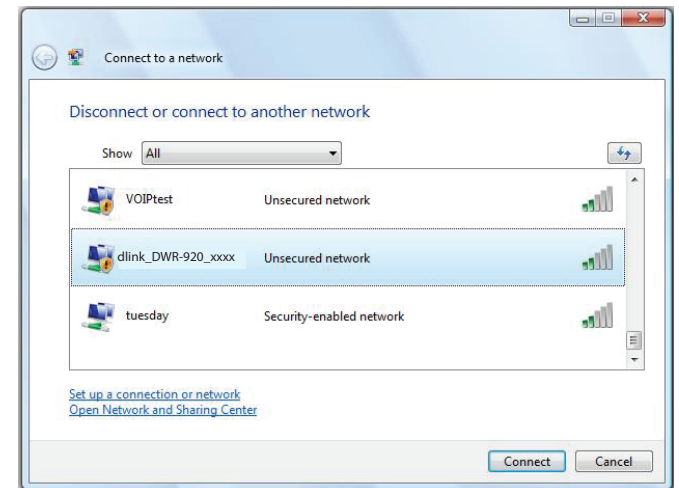 Connect to a network
Disconnect or connect to another network
Show All
VOIPtest Unsecured network
dlink_DWR-920_xxxx Unsecured network
tuesday Security-enabled network
Set up a connection or network
Open Network and Sharing Center
Connect Cancel